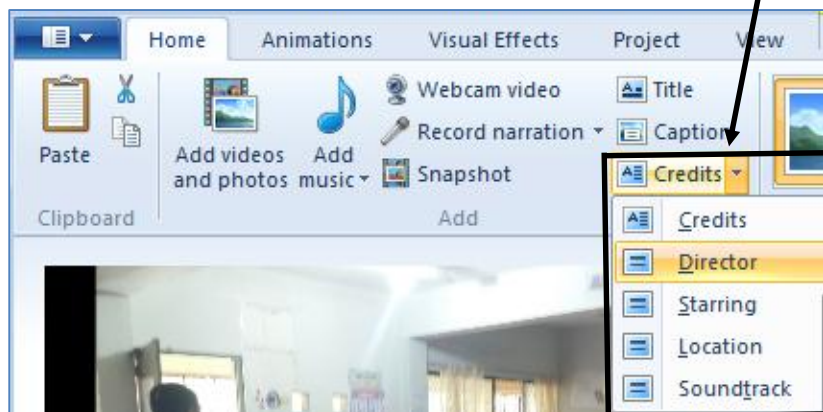 Home Animations Visual Effects Project View
Webcam video Title
Record narration Caption
Paste Add videos and photos Add music Snapshot Credits
Clipboard Add
Credits
Director
Starring
Location
Soundtrack